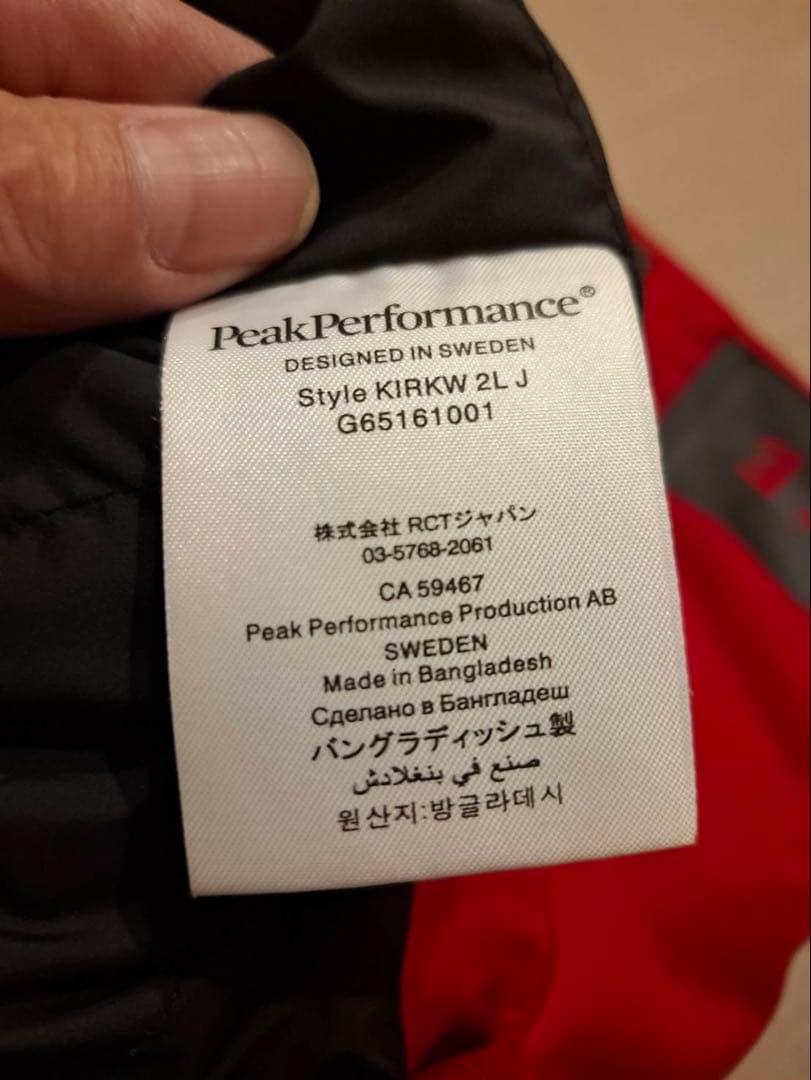 PeakPerformance®
DESIGNED IN SWEDEN
Style KIRKW 2L J
G65161001
株式会社 RCTジャパン
03-5768-2061
CA 59467
Peak Performance Production AB
SWEDEN
Made in Bangladesh
Сделано в Бангладеш
バングラディッシュ製
صنع في بنغلادش
원산지:방글라데시